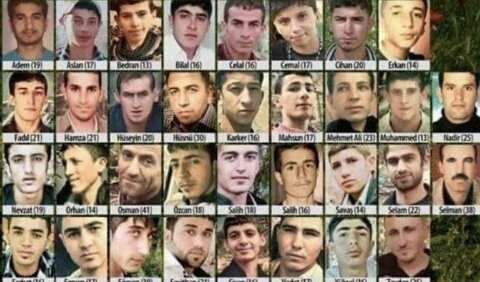 Adem (19) Aslan (17) Bedran (13) Bilal (16) Celal (16) Cemal (17) Cihan (20) Erkan (14)
Fadıl (21) Hamza (21) Hüseyin (20) Hüsnü (30) Karker (16) Mahsun (17) Mehmet Ali (23) Muhammed (13) Nadir (25)
Nevzat (19) Orhan (14) Osman (41) Özcan (18) Salih (18) Salih (16) Savaş (14) Selam (22) Selman (38)